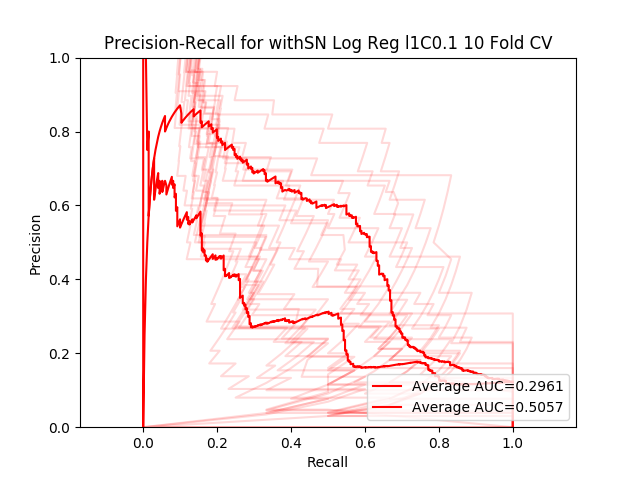 Precision-Recall for withSN Log Reg l1C0.1 10 Fold CV
1.0
0.8
0.6
0.4
0.2
0.0
Precision
0.0 0.2 0.4 0.6 0.8 1.0
Recall
Average AUC=0.2961
Average AUC=0.5057